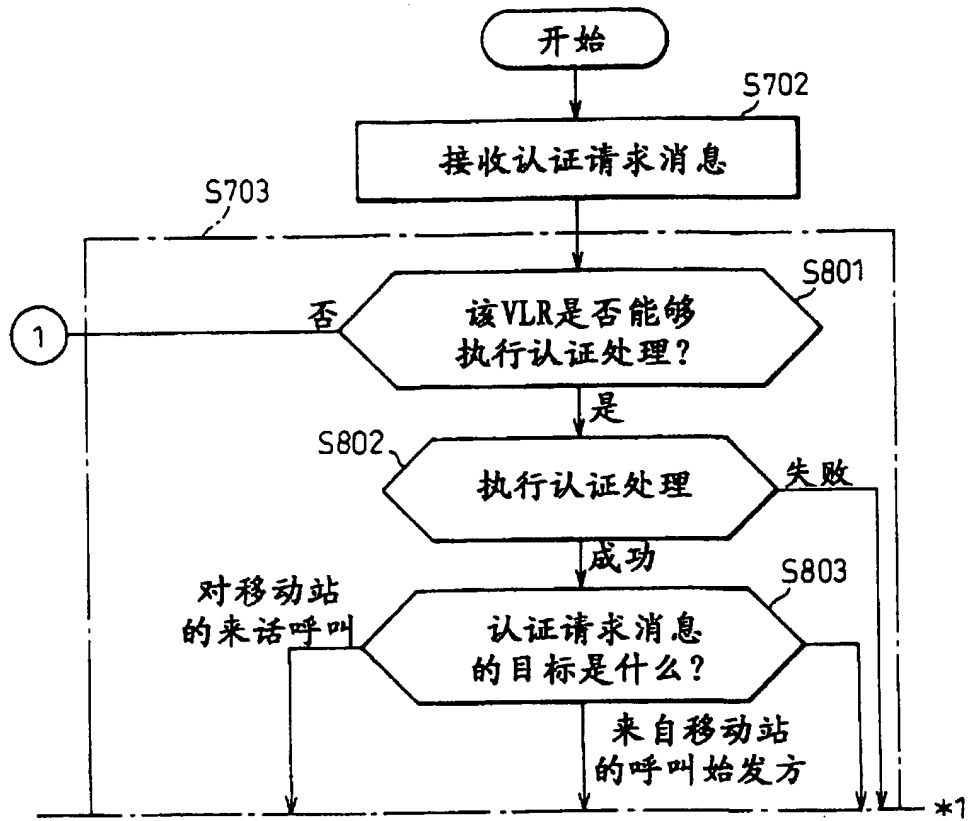 开始
S702
接收认证请求消息
S703
S801
该VLR是否能够
执行认证处理?
否
1
是
S802
执行认证处理
失败
成功
S803
对移动站
的来话呼叫
认证请求消息
的目标是什么?
来自移动站
的呼叫始发方
*1